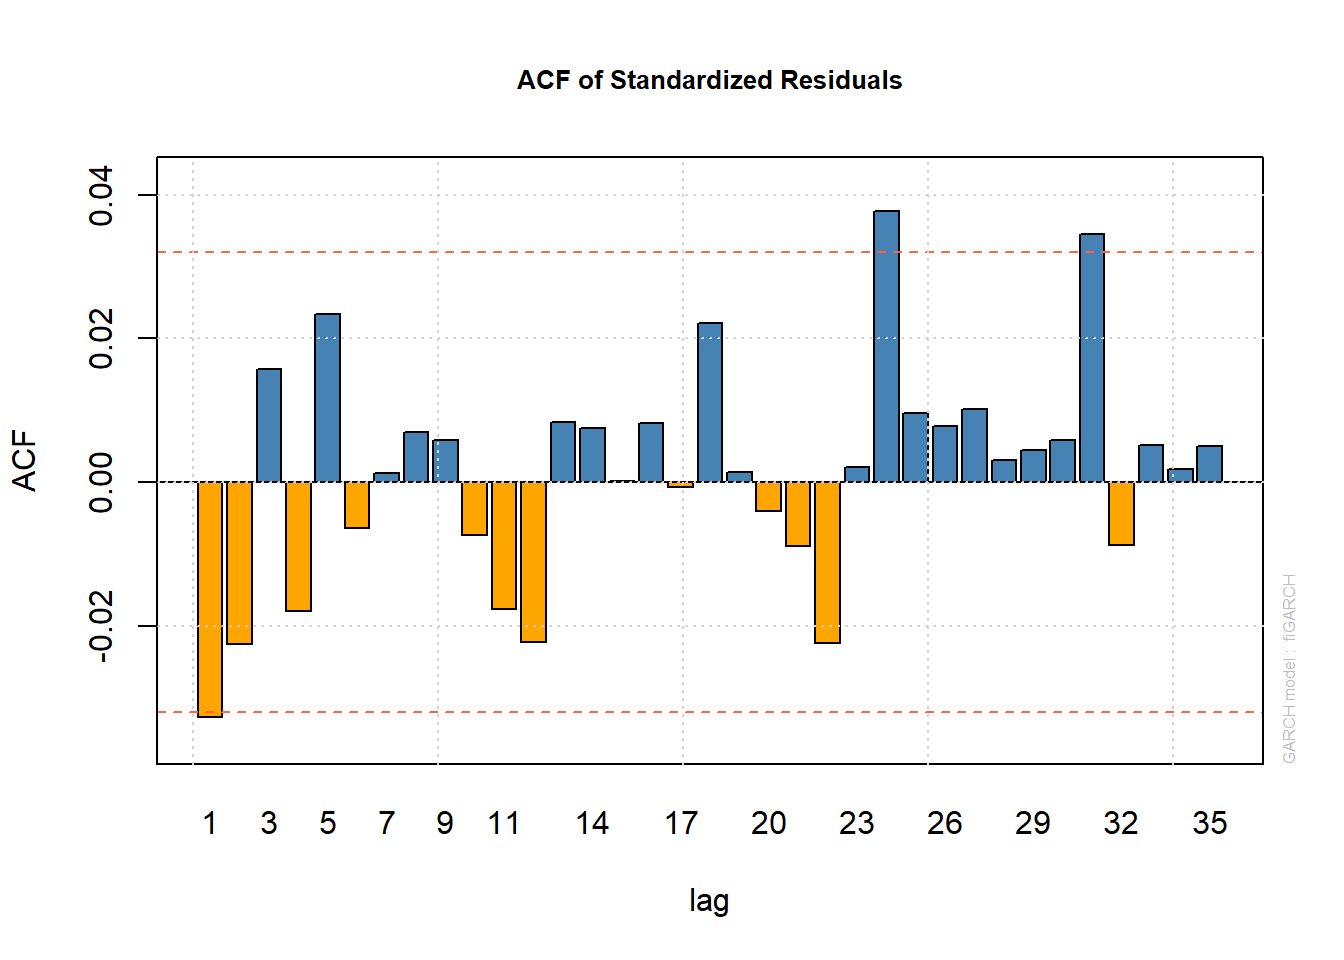 ACF of Standardized Residuals
0.04
0.02
0.00
-0.02
ACF
1 3 5 7 9 11 14 17 20 23 26 29 32 35
lag
GARCH model : fiGARCH